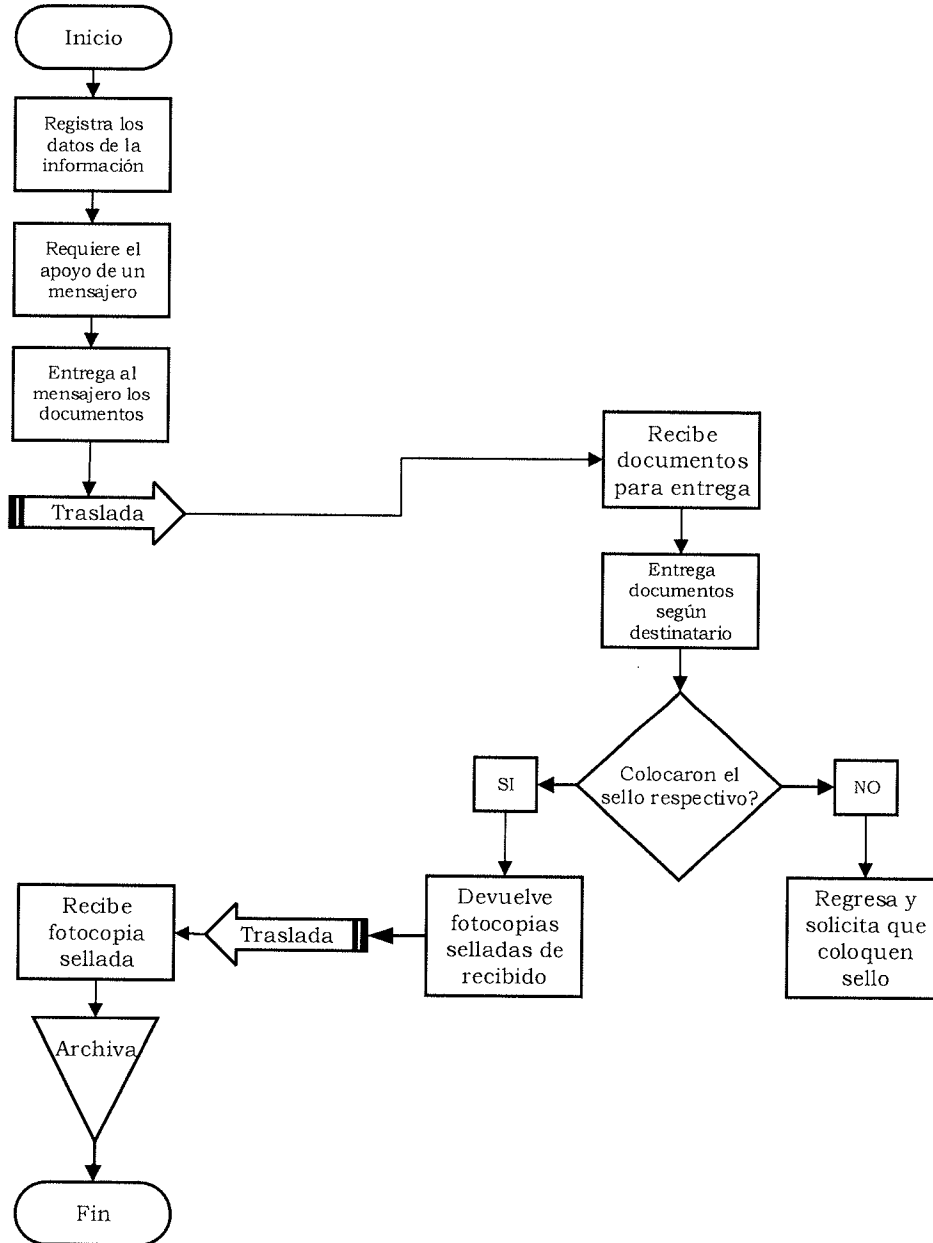 Inicio
Registra los
datos de la
información
Requiere el
apoyo de un
mensajero
Entrega al
mensajero los
documentos
Traslada
Recibe
documentos
para entrega
Entrega
documentos
según
destinatario
Colocaron el
sello respectivo?
SI
NO
Devuelve
fotocopias
selladas de
recibido
Regresa y
solicita que
coloquen
sello
Traslada
Recibe
fotocopia
sellada
Archiva
Fin